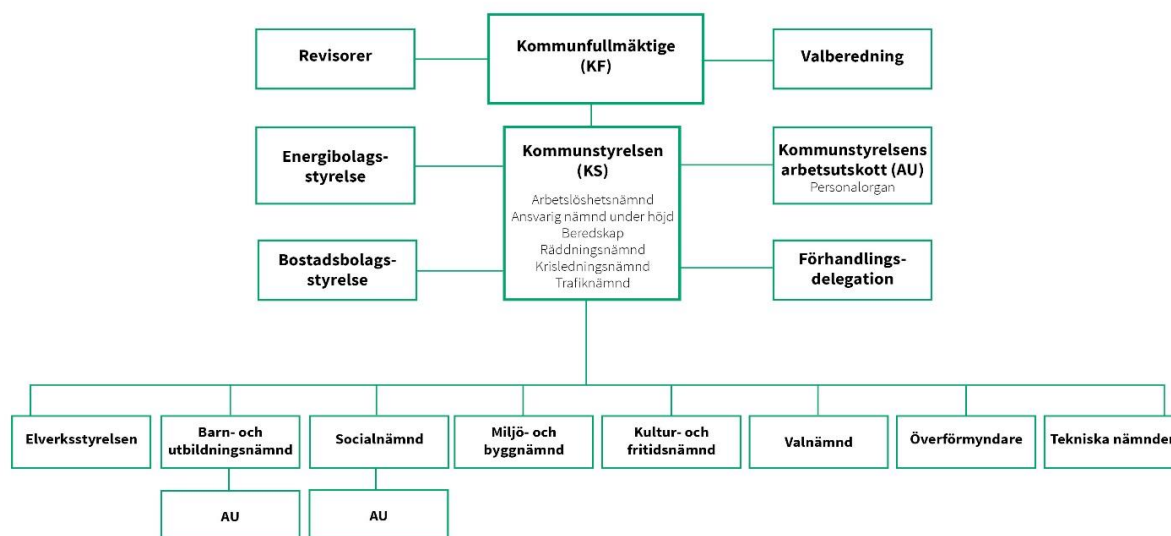 Revisorer
Kommunfullmäktige
(KF)
Valberedning
Energibolags-
styrelse
Kommunstyrelsen
(KS)
Arbetslöshetsnämnd
Ansvarig nämnd under höjd
Beredskap
Räddningsnämnd
Krisledningsnämnd
Trafiknämnd
Kommunstyrelsens
arbetsutskott (AU)
Personalorgan
Bostadsbolags-
styrelse
Förhandlings-
delegation
Elverksstyrelsen
Barn- och
utbildningsnämnd
Socialnämnd
Miljö- och
byggnämnd
Kultur- och
fritidsnämnd
Valnämnd
Överförmyndare
Tekniska nämnden
AU
AU